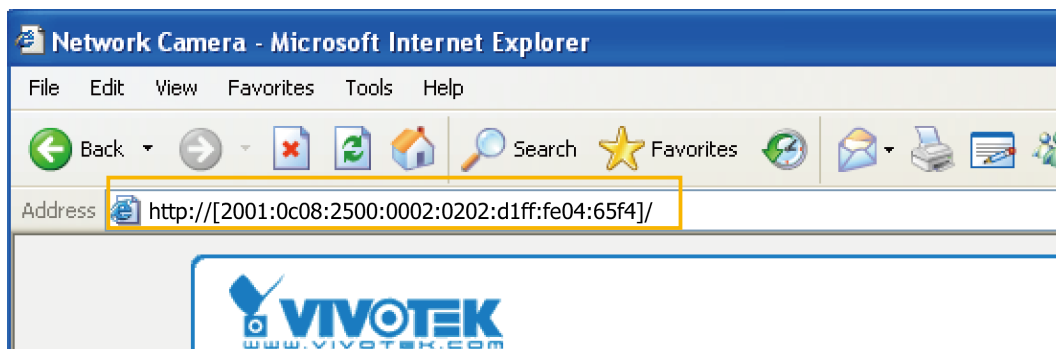 Network Camera - Microsoft Internet Explorer
File Edit View Favorites Tools Help
Back Search Favorites
Address http://[2001:0c08:2500:0002:0202:d1ff:fe04:65f4]/
VIVOTEK
www.vivotek.com